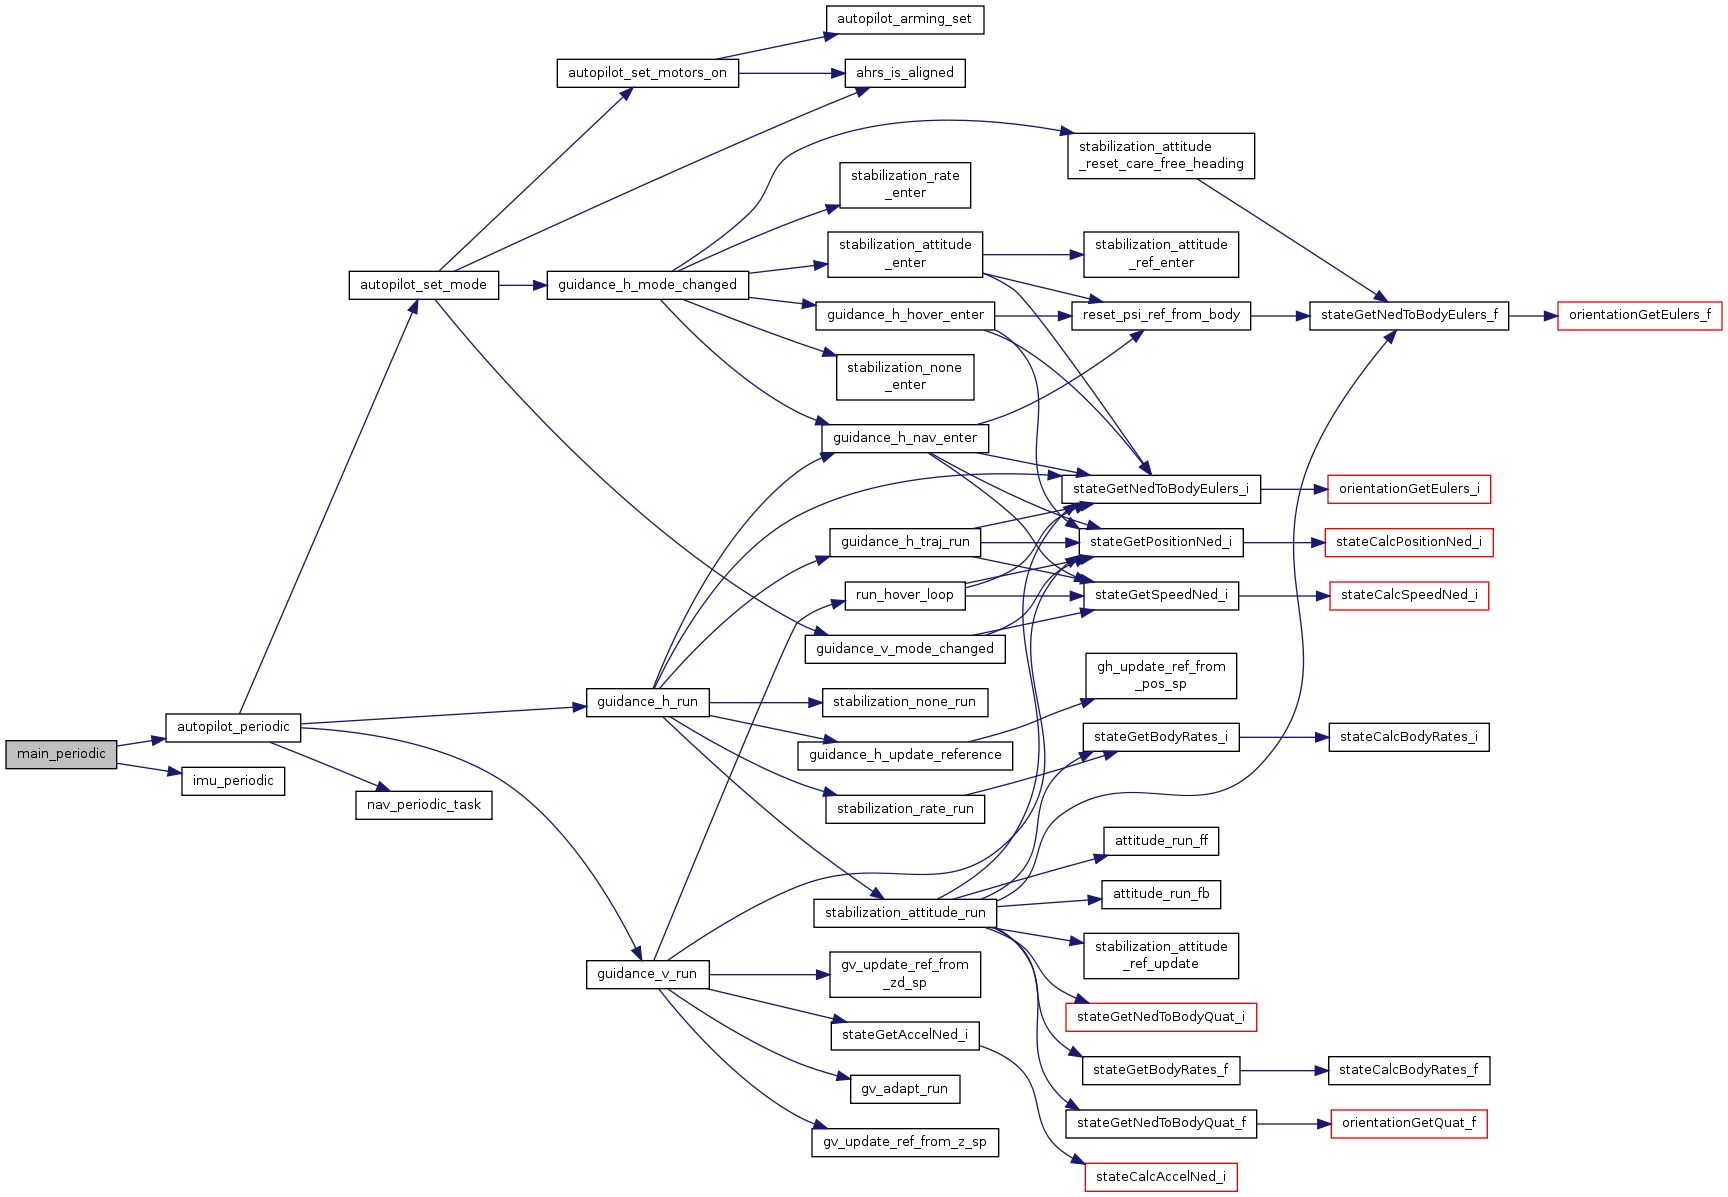 autopilot_arming_set
autopilot_set_motors_on
ahrs_is_aligned
stabilization_attitude
_reset_care_free_heading
stabilization_rate
_enter
stabilization_attitude
_enter
stabilization_attitude
_ref_enter
autopilot_set_mode
guidance_h_mode_changed
guidance_h_hover_enter
reset_psi_ref_from_body
stateGetNedToBodyEulers_f
orientationGetEulers_f
stabilization_none
_enter
guidance_h_nav_enter
stateGetNedToBodyEulers_i
orientationGetEulers_i
guidance_h_traj_run
stateGetPositionNed_i
stateCalcPositionNed_i
run_hover_loop
stateGetSpeedNed_i
stateCalcSpeedNed_i
guidance_v_mode_changed
gh_update_ref_from
_pos_sp
guidance_h_run
stabilization_none_run
autopilot_periodic
stateGetBodyRates_i
stateCalcBodyRates_i
main_periodic
guidance_h_update_reference
imu_periodic
nav_periodic_task
stabilization_rate_run
attitude_run_ff
attitude_run_fb
stabilization_attitude_run
stabilization_attitude
_ref_update
guidance_v_run
gv_update_ref_from
_zd_sp
stateGetNedToBodyQuat_i
stateGetAccelNed_i
stateGetBodyRates_f
stateCalcBodyRates_f
gv_adapt_run
stateGetNedToBodyQuat_f
orientationGetQuat_f
gv_update_ref_from_z_sp
stateCalcAccelNed_i